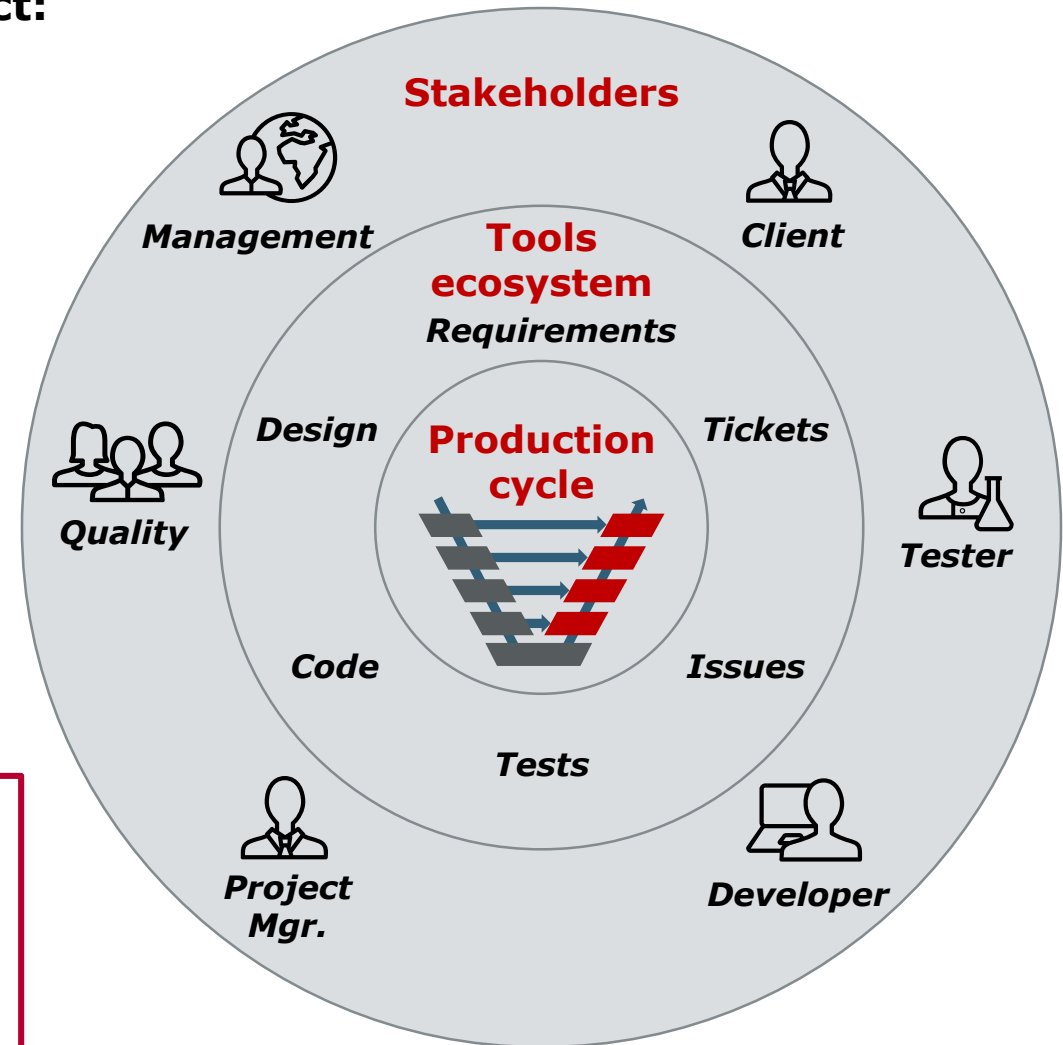 ct:
Stakeholders
Management
Client
Tools
ecosystem
Requirements
Design
Tickets
Production
cycle
Quality
Tester
Code
Issues
Tests
Project
Mgr.
Developer